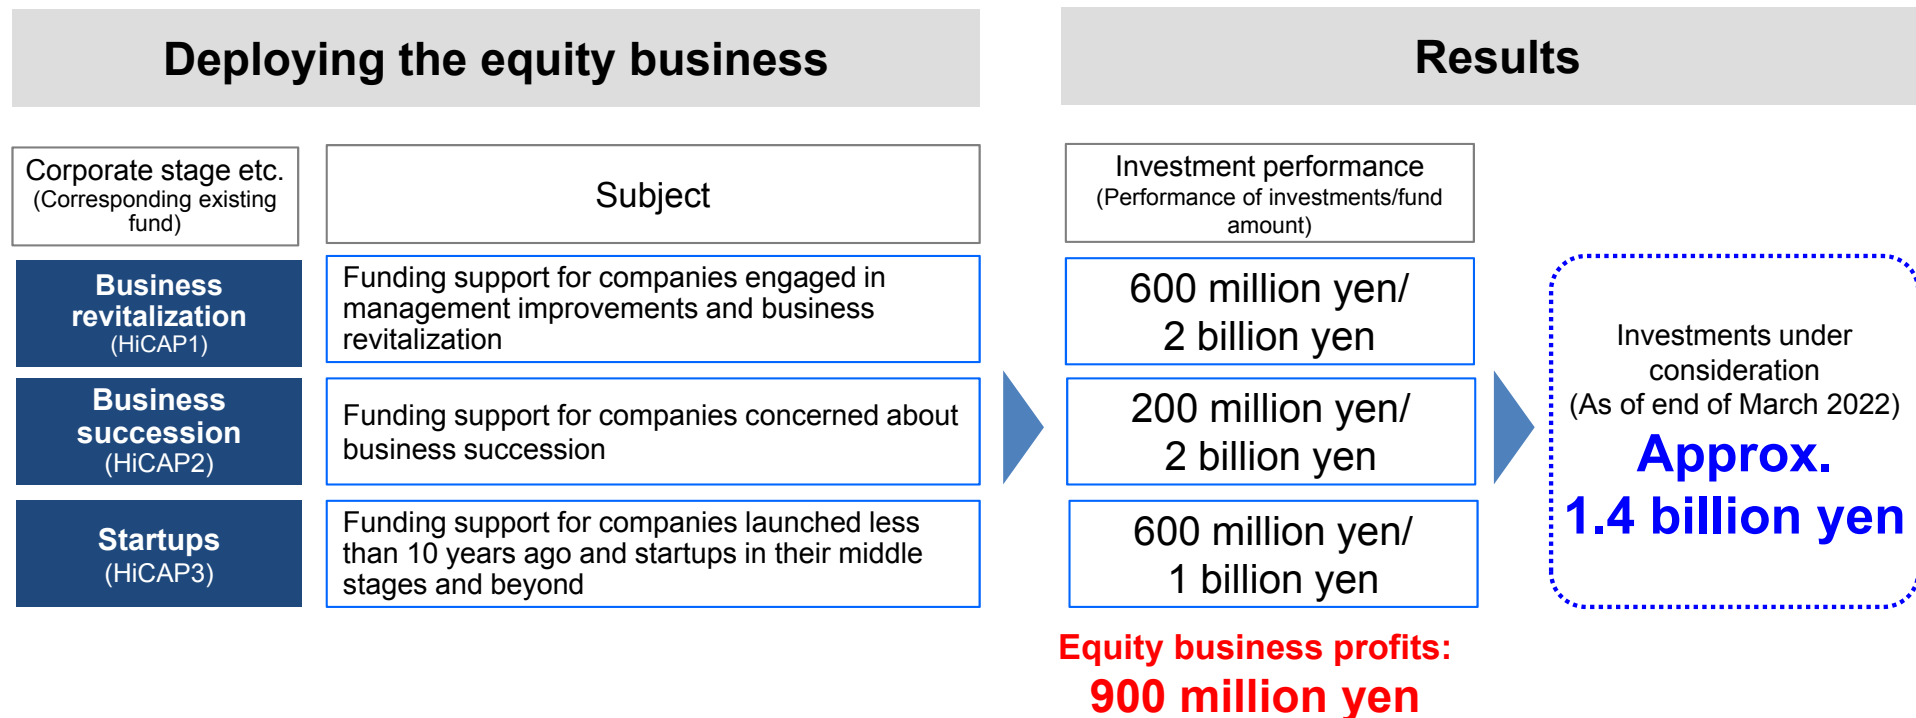 Deploying the equity business
Results
Corporate stage etc.
(Corresponding existing
fund)
Subject
Investment performance
(Performance of investments/fund
amount)
Business
revitalization
(HiCAP1)
Funding support for companies engaged in
management improvements and business
revitalization
600 million yen/
2 billion yen
Business
succession
(HiCAP2)
Funding support for companies concerned about
business succession
200 million yen/
2 billion yen
Startups
(HiCAP3)
Funding support for companies launched less
than 10 years ago and startups in their middle
stages and beyond
600 million yen/
1 billion yen
Investments under
consideration
(As of end of March 2022)
Approx.
1.4 billion yen
Equity business profits:
900 million yen